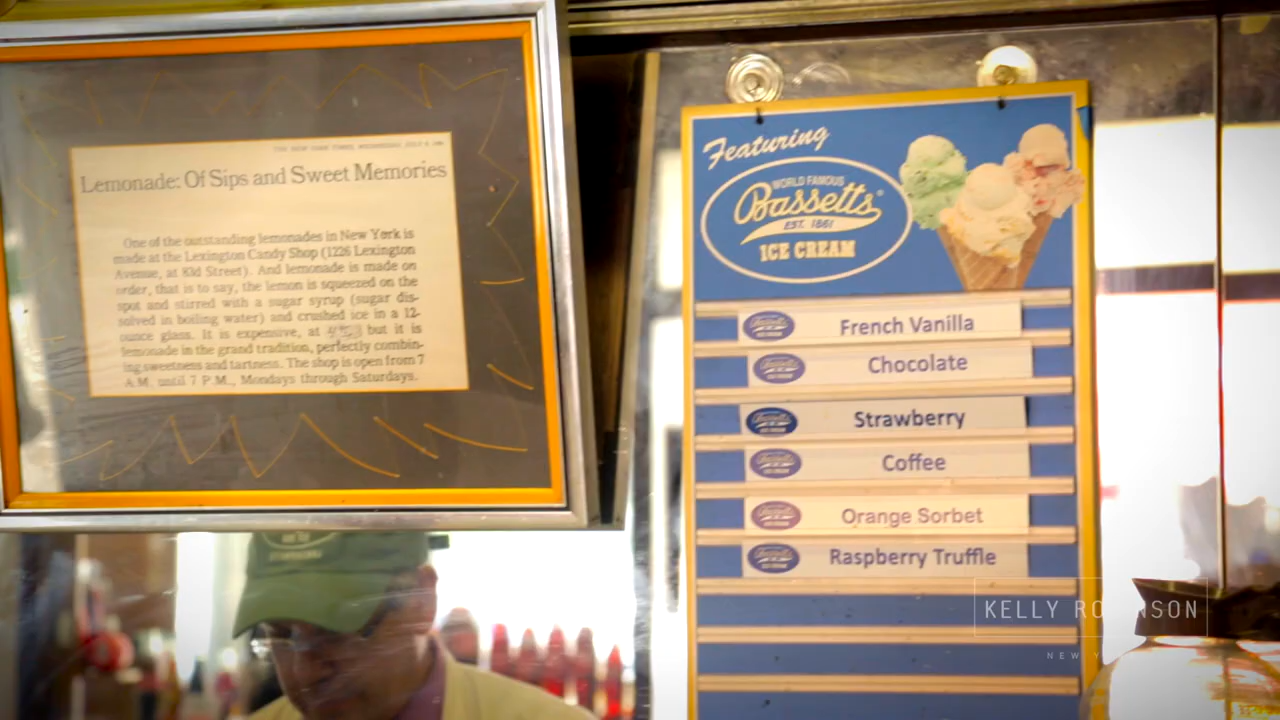 Lemonade: Of Sips and Sweet Memories
One of the outstanding lemonades in New York is
made at the Lexington Candy Shop (1226 Lexington
Avenue, at 83d Street). And lemonade is made on
order, that is to say, the lemon is squeezed on the
spot and stirred with a sugar syrup (sugar dis-
solved in boiling water) and crushed ice in a 12-
ounce glass. It is expensive, at but it is
lemonade in the grand tradition, perfectly combin-
ing sweetness and tartness. The shop is open from 7
A.M. until 7 P.M., Mondays through Saturdays.
Featuring
WORLD FAMOUS
Bassetts®
EST. 1861
ICE CREAM
French Vanilla
Chocolate
Strawberry
Coffee
Orange Sorbet
Raspberry Truffle
KELLY ROBINSON
NEW Y